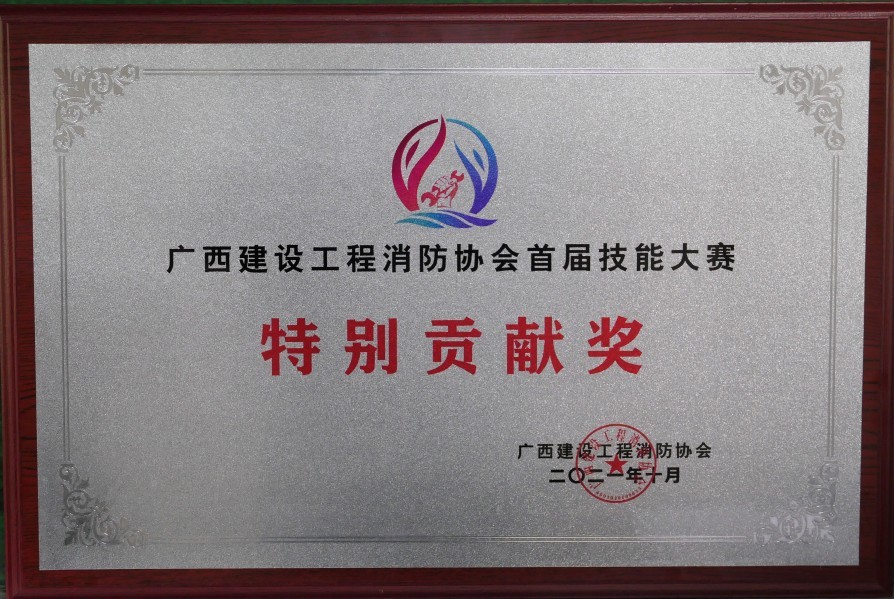 广西建设工程消防协会首届技能大赛
特别贡献奖
广西建设工程消防协会
二〇二一年十月